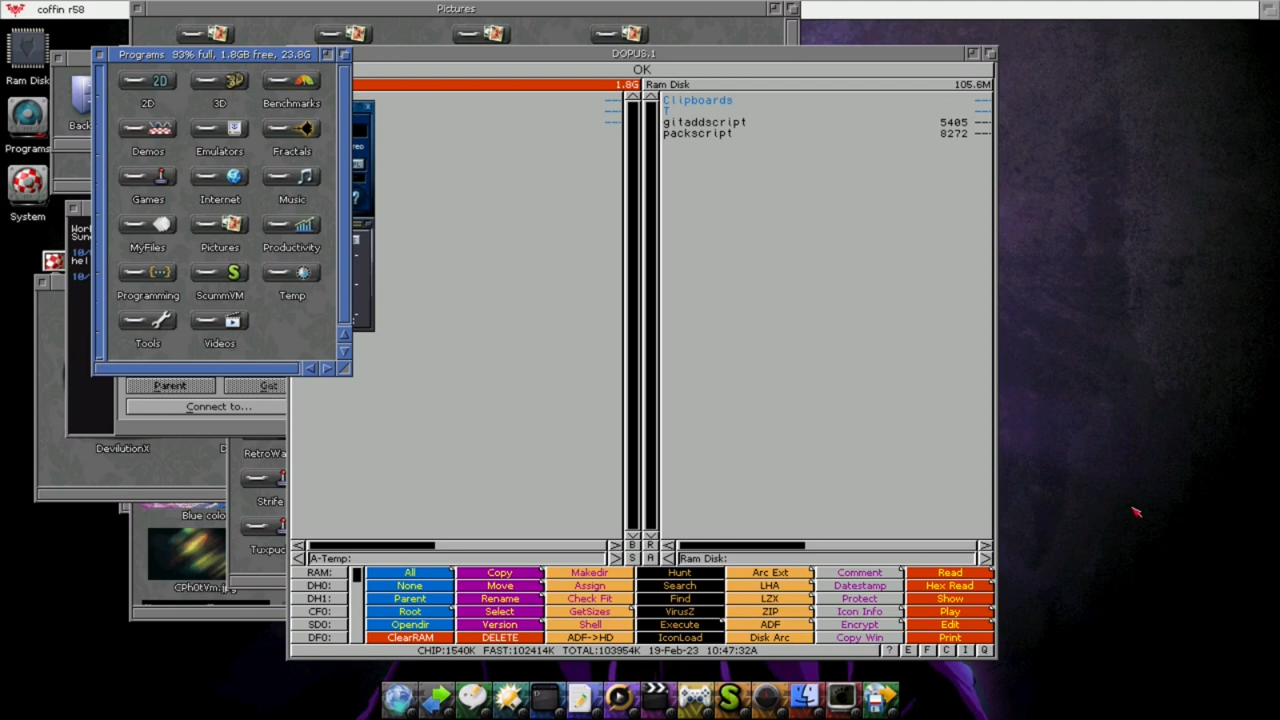 coffin r58
Pictures
Ram Disk
Programs
System
Back
Programs 93% full, 1.8GB free, 23.8G
2D
3D
Benchmarks
Demos
Emulators
Fractals
Games
Internet
Music
MyFiles
Pictures
Productivity
Programming
ScummVM
Temp
Tools
Videos
DOPUS.1
OK
1.8G
Ram Disk 105.6M
Clipboards
T
gitaddscript 5405
packscript 8272
Parent
Get
Connect to...
DevilutionX
RetroWa
Strife
Tuxpuc
Blue colo
CPh0tVm.jpg
A-Temp:
B R
S A
Ram Disk:
RAM: All Copy Makedir Hunt Arc Ext Comment Read
DH0: None Move Assign Search LHA Datestamp Hex Read
DH1: Parent Rename Check Fit Find LZX Protect Show
CF0: Root Select GetSizes VirusZ ZIP Icon Info Play
SD0: Opendir Version Shell Execute ADF Encrypt Edit
DF0: ClearRAM DELETE ADF->HD IconLoad Disk Arc Copy Win Print
CHIP:1540K FAST:102414K TOTAL:103954K 19-Feb-23 10:47:32A
? E F C I Q